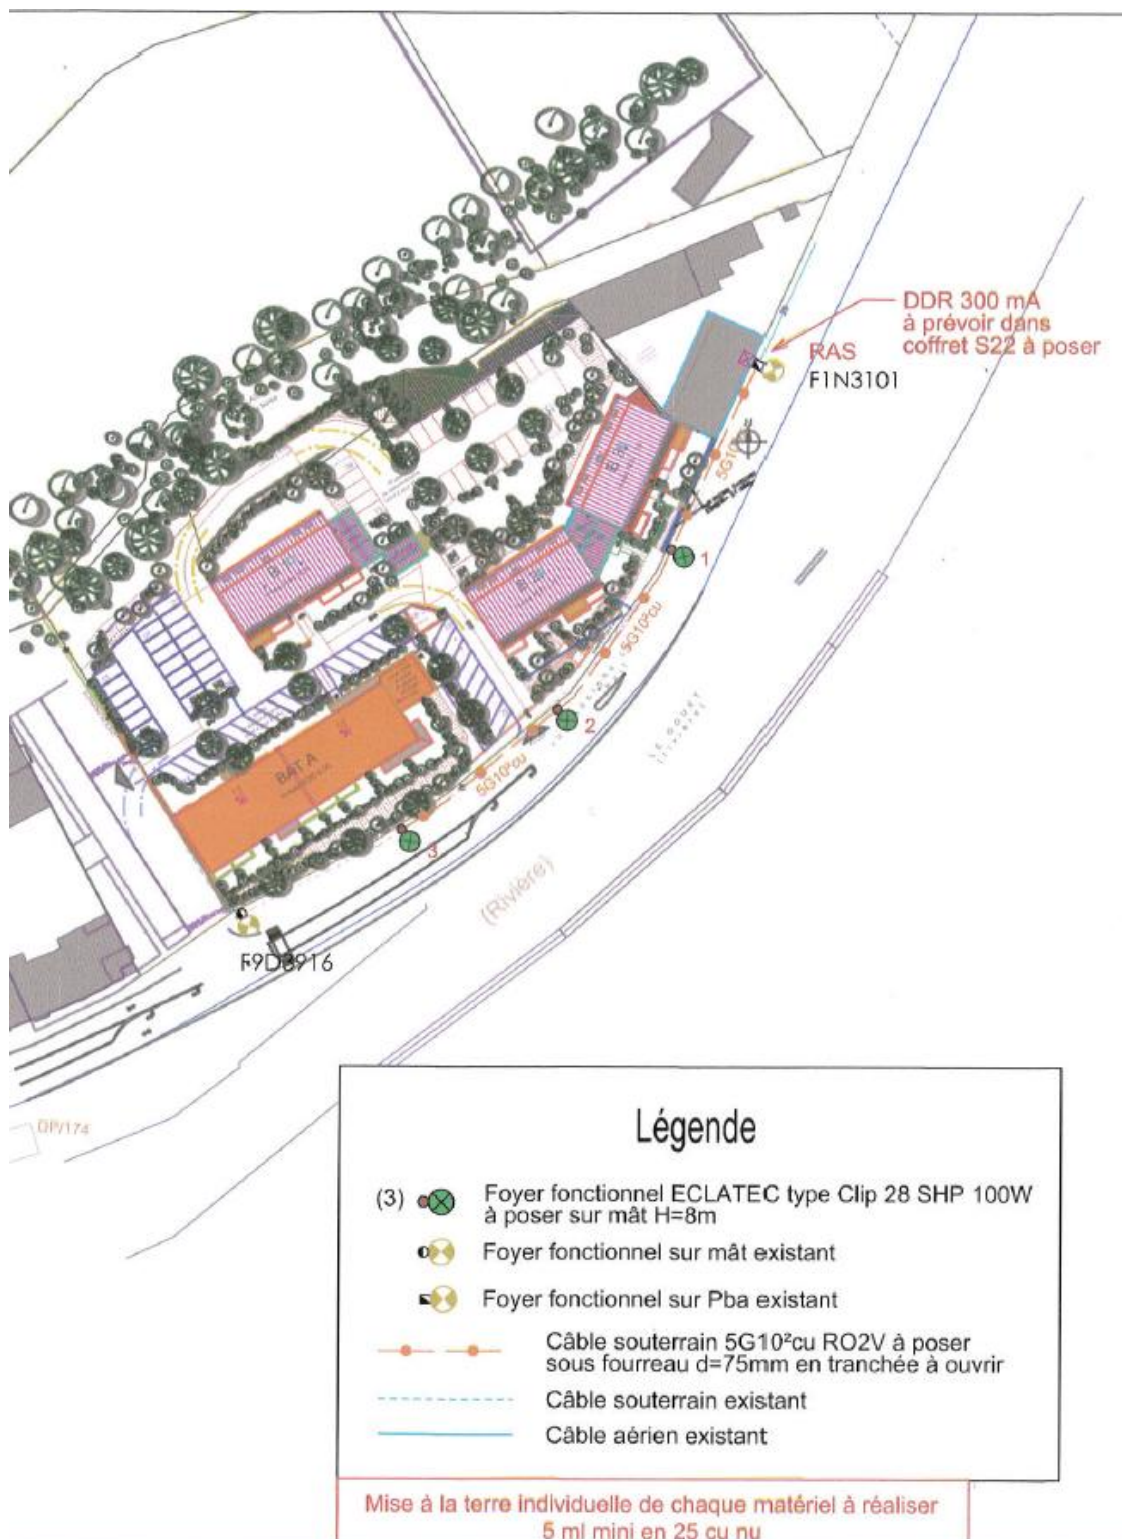 DDR 300 mA
à prévoir dans
coffret S22 à poser
RAS
F1N3101
5G10²cu
1
5G10²cu
2
5G10²cu
BAT A
3
(Rivière)
F9D3916
DP/174
Légende
(3) Foyer fonctionnel ECLATEC type Clip 28 SHP 100W
à poser sur mât H=8m
Foyer fonctionnel sur mât existant
Foyer fonctionnel sur Pba existant
Câble souterrain 5G10²cu RO2V à poser
sous fourreau d=75mm en tranchée à ouvrir
Câble souterrain existant
Câble aérien existant
Mise à la terre individuelle de chaque matériel à réaliser
5 ml mini en 25 cu nu